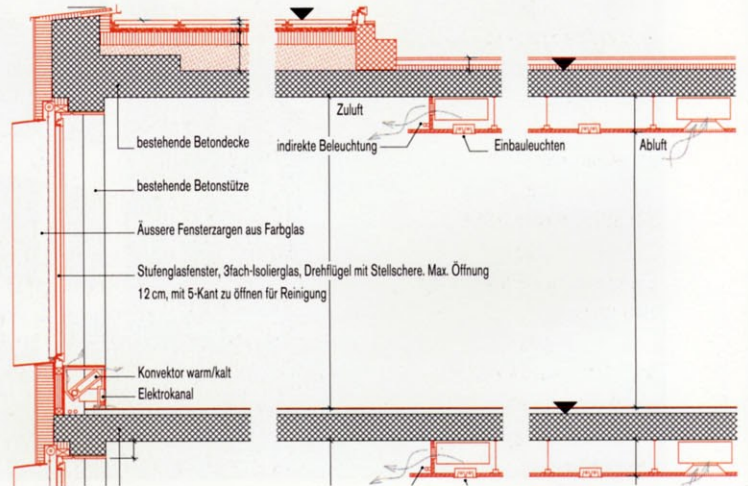 Zuluft
bestehende Betondecke
indirekte Beleuchtung
Einbauleuchten
Abluft
bestehende Betonstütze
Äussere Fensterzargen aus Farbglas
Stufenglasfenster, 3fach-Isolierglas, Drehflügel mit Stellschere. Max. Öffnung
12 cm, mit 5-Kant zu öffnen für Reinigung
Konvektor warm/kalt
Elektrokanal